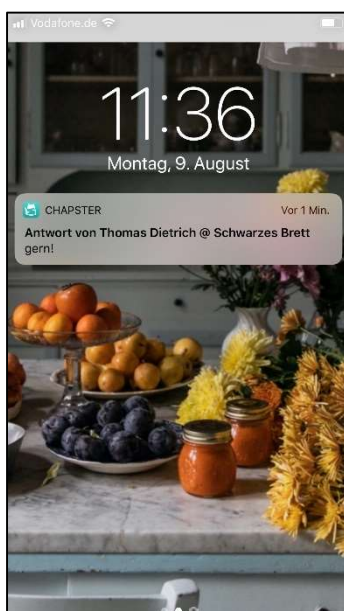 Vodafone.de
11:36
Montag, 9. August
CHAPSTER Vor 1 Min.
Antwort von Thomas Dietrich @ Schwarzes Brett
gern!